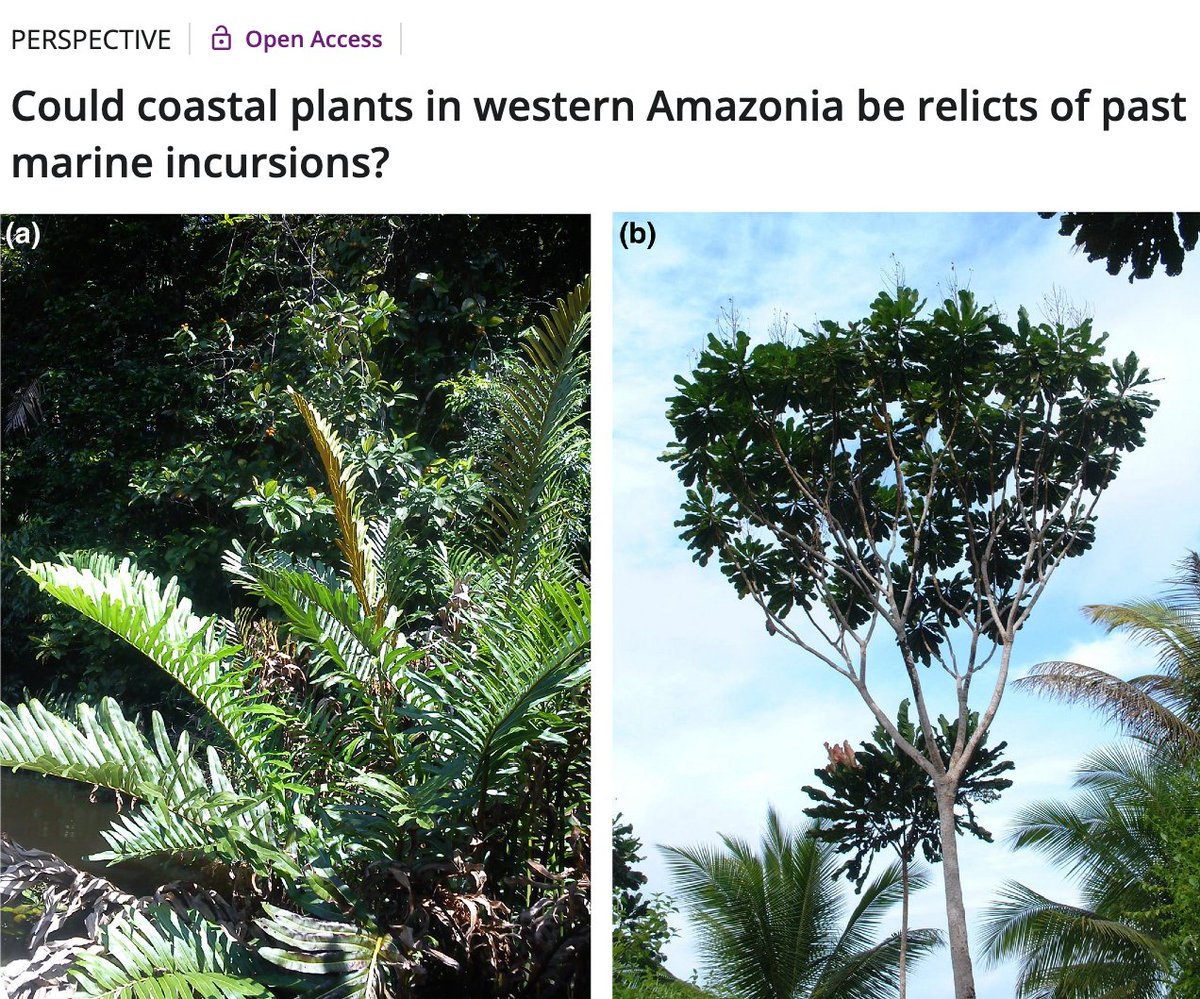 PERSPECTIVE Open Access
Could coastal plants in western Amazonia be relicts of past
marine incursions?
(a) (b)